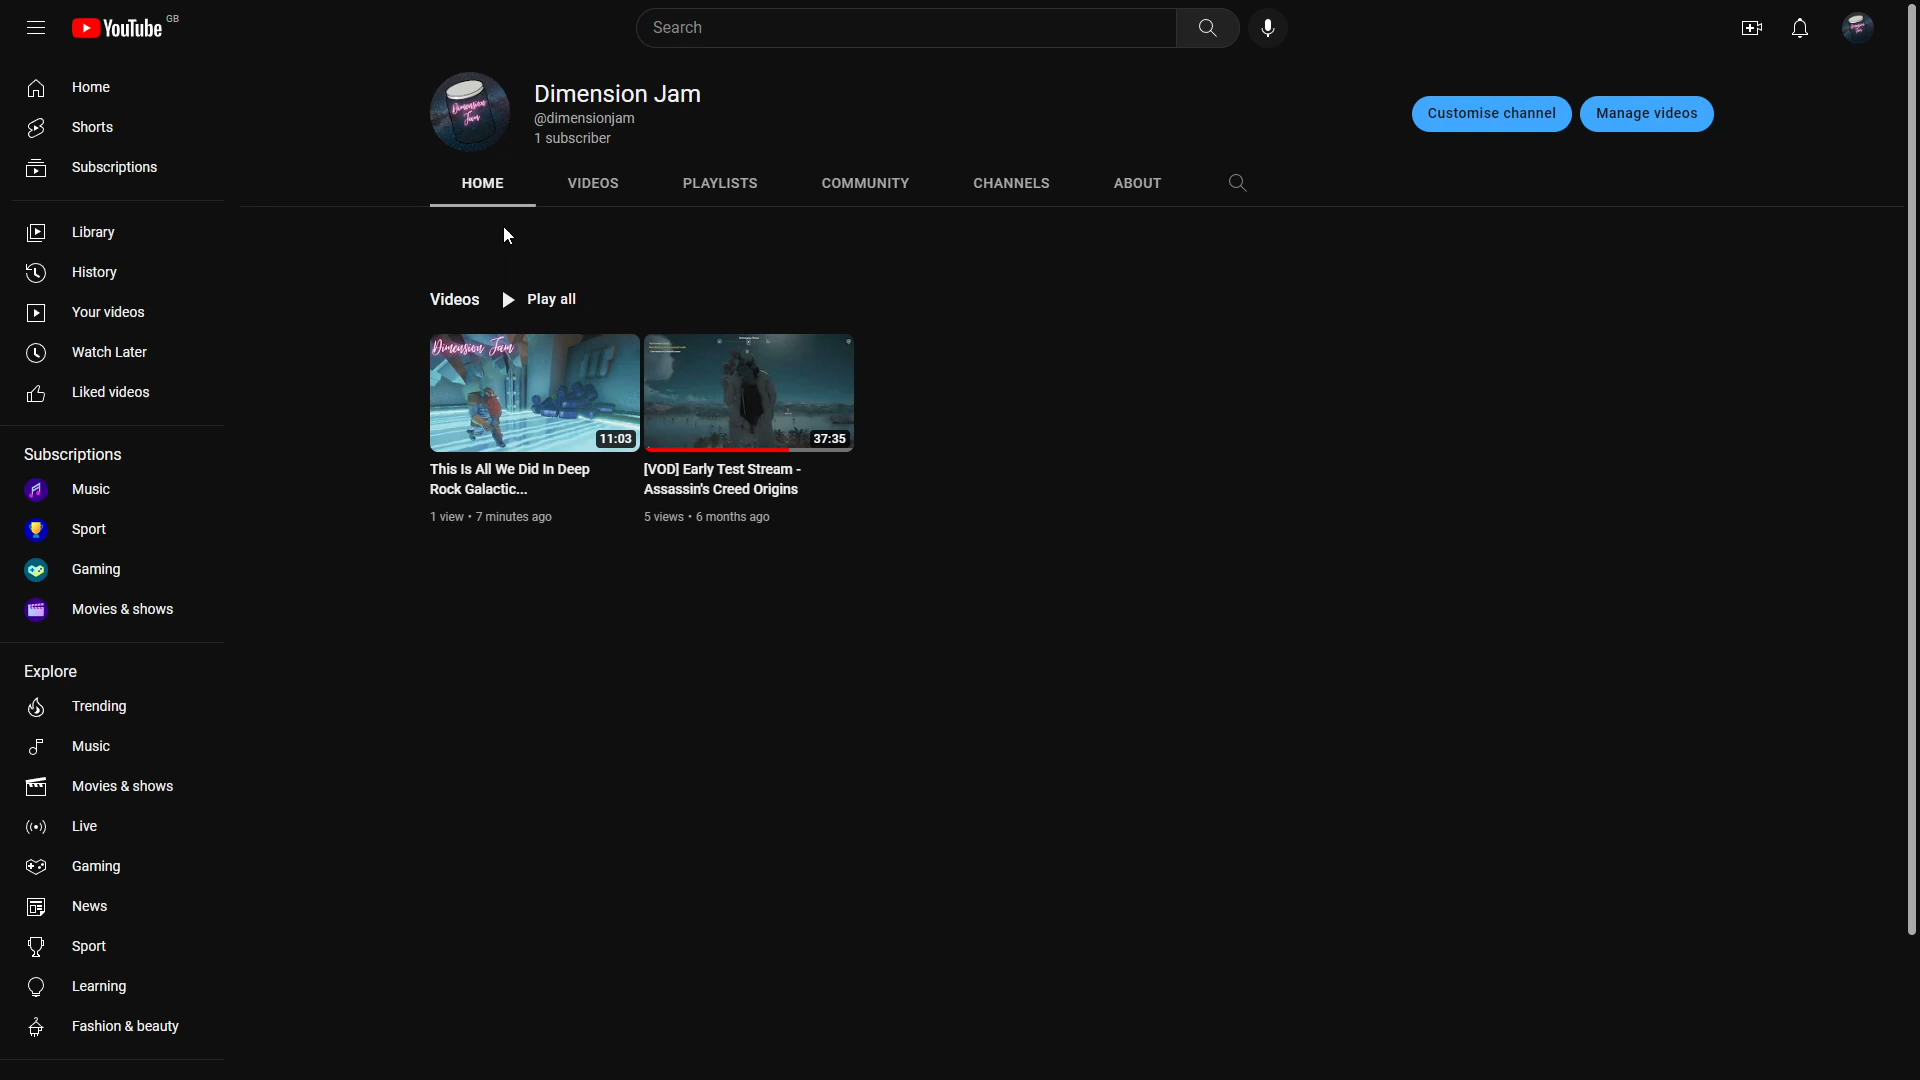 YouTube GB
Search
Home
Shorts
Subscriptions
Library
History
Your videos
Watch Later
Liked videos
Subscriptions
Music
Sport
Gaming
Movies & shows
Explore
Trending
Music
Movies & shows
Live
Gaming
News
Sport
Learning
Fashion & beauty
Dimension Jam
Dimension Jam
@dimensionjam
1 subscriber
Customise channel
Manage videos
HOME
VIDEOS
PLAYLISTS
COMMUNITY
CHANNELS
ABOUT
Videos
Play all
Dimension Jam
11:03
This Is All We Did In Deep
Rock Galactic...
1 view • 7 minutes ago
37:35
[VOD] Early Test Stream -
Assassin's Creed Origins
5 views • 6 months ago